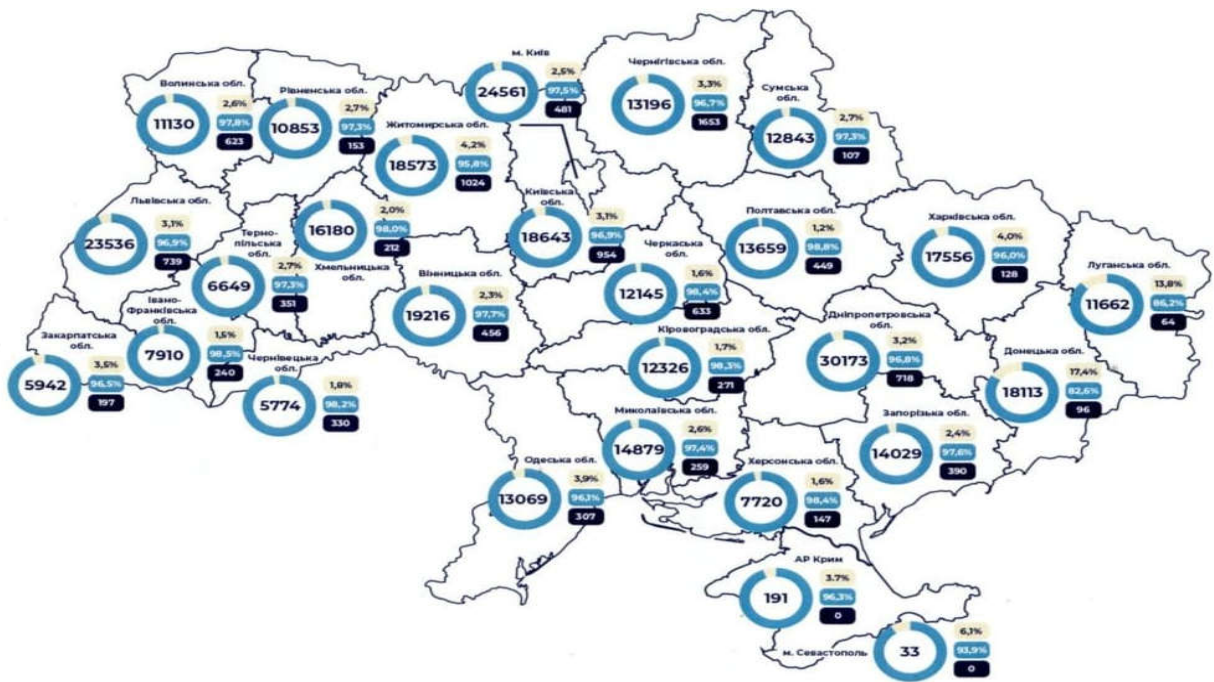 м. Київ
24561
2,5%
97,5%
481
Чернігівська обл.
13196
3,3%
96,7%
1653
Сумська
обл.
12843
2,7%
97,3%
107
Волинська обл.
11130
2,6%
97,8%
623
Рівненська обл.
10853
2,7%
97,3%
153
Житомирська обл.
18573
4,2%
95,8%
1024
Львівська обл.
23536
3,1%
96,9%
739
Терно-
пільська
обл.
6649
2,7%
97,3%
351
16180
2,0%
98,0%
212
Хмельницька
обл.
Київська
обл.
18643
3,1%
96,9%
954
Черкаська
обл.
12145
1,6%
98,4%
633
Полтавська обл.
13659
1,2%
98,8%
449
Харківська обл.
17556
4,0%
96,0%
128
Луганська обл.
11662
13,8%
86,2%
64
Вінницька обл.
19216
2,3%
97,7%
456
Івано-
Франківська
обл.
7910
1,5%
98,5%
240
Закарпатська
обл.
5942
3,5%
96,5%
197
Чернівецька
обл.
5774
1,8%
98,2%
330
Кіровоградська обл.
12326
1,7%
98,3%
271
Дніпропетровська
обл.
30173
3,2%
96,8%
718
Донецька обл.
18113
17,4%
82,6%
96
Миколаївська обл.
14879
2,6%
97,4%
259
Запорізька обл.
14029
2,4%
97,6%
390
Одеська обл.
13069
3,9%
96,1%
307
Херсонська обл.
7720
1,6%
98,4%
147
АР Крим
191
3.7%
96,3%
0
м. Севастополь
33
6,1%
93,9%
0